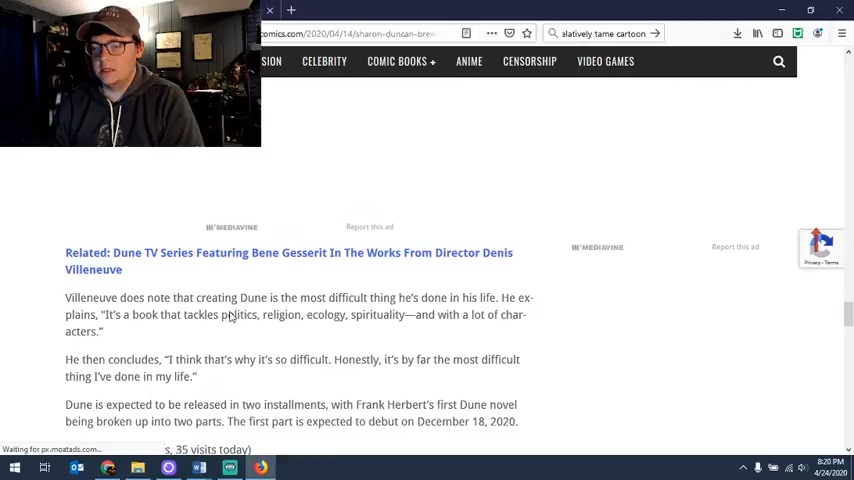 comics.com/2020/04/14/sharon-duncan-brew
elatively tame cartoon
SION
CELEBRITY
COMIC BOOKS +
ANIME
CENSORSHIP
VIDEO GAMES
MEDIAVINE
Report this ad
MEDIAVINE
Report this ad
Privacy - Terms
Related: Dune TV Series Featuring Bene Gesserit In The Works From Director Denis
Villeneuve
Villeneuve does note that creating Dune is the most difficult thing he's done in his life. He ex-
plains, “It's a book that tackles politics, religion, ecology, spirituality—and with a lot of char-
acters.”
He then concludes, “I think that's why it's so difficult. Honestly, it's by far the most difficult
thing I've done in my life.”
Dune is expected to be released in two installments, with Frank Herbert's first Dune novel
being broken up into two parts. The first part is expected to debut on December 18, 2020.
Waiting for px.moatads.com...
s, 35 visits today)
8:20 PM
4/24/2020